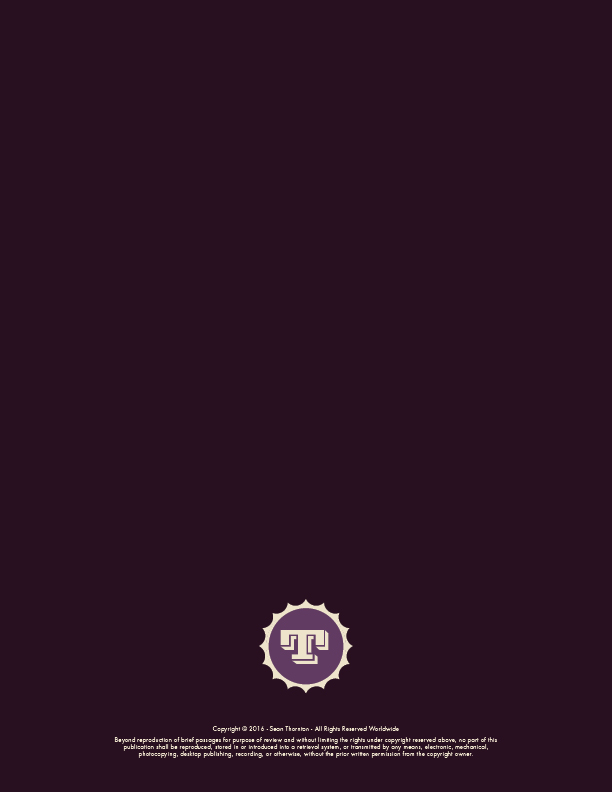 T
Copyright © 2016 - Sean Thornton - All Rights Reserved Worldwide
Beyond reproduction of brief passages for purpose of review and without limiting the rights under copyright reserved above, no part of this
publication shall be reproduced, stored in or introduced into a retrieval system, or transmitted by any means, electronic, mechanical,
photocopying, desktop publishing, recording, or otherwise, without the prior written permission from the copyright owner.